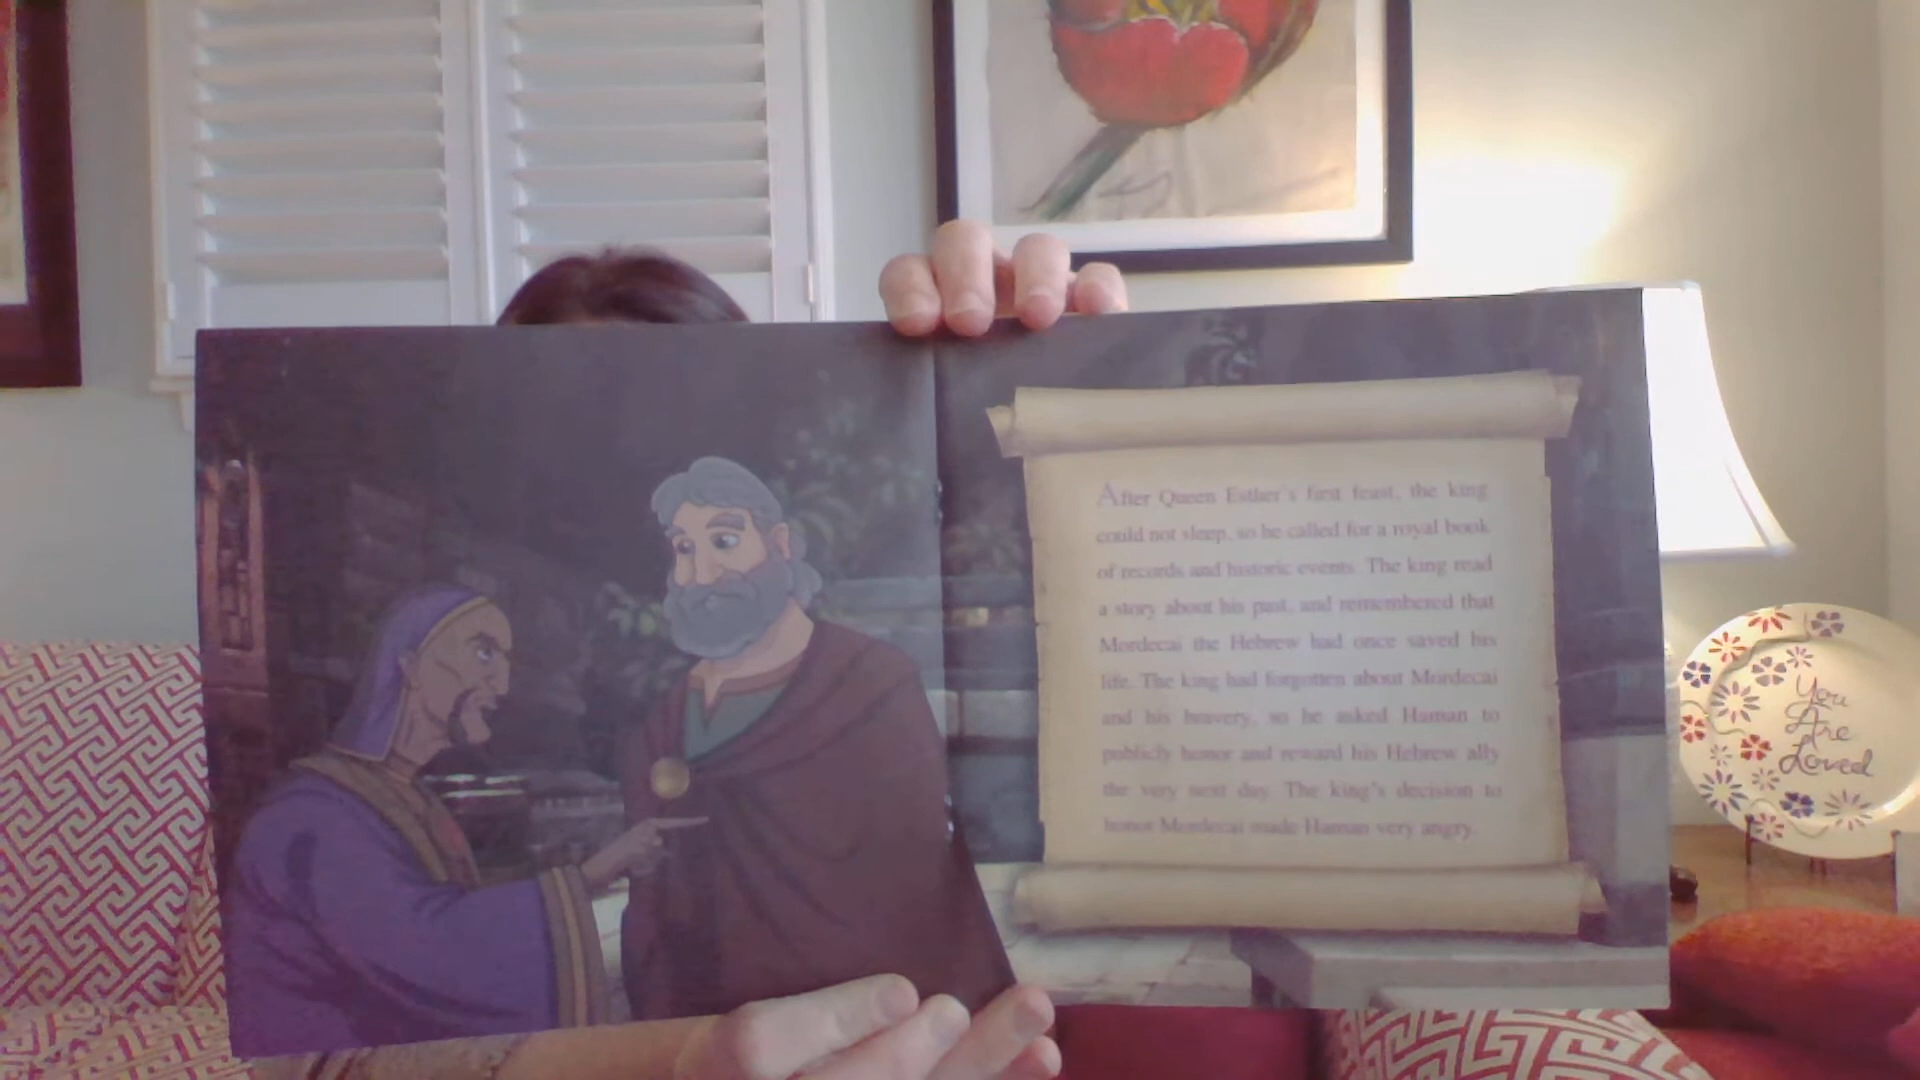 After Queen Esther's first feast, the king
could not sleep, so he called for a royal book
of records and historic events. The king read
a story about his past, and remembered that
Mordecai the Hebrew had once saved his
life. The king had forgotten about Mordecai
and his bravery, so he asked Haman to
publicly honor and reward his Hebrew ally
the very next day. The king's decision to
honor Mordecai made Haman very angry.
You
Are
Loved